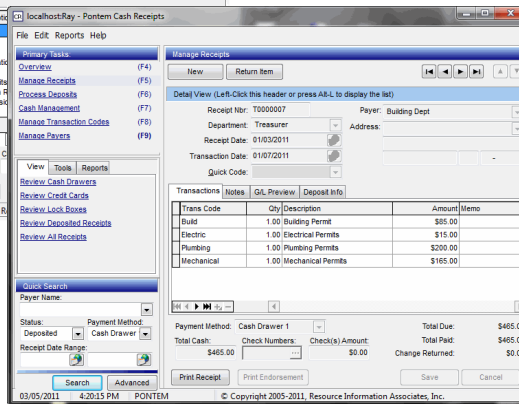 localhost:Ray - Pontem Cash Receipts
File Edit Reports Help
Primary Tasks:
Overview (F4)
Manage Receipts (F5)
Process Deposits (F6)
Cash Management (F7)
Manage Transaction Codes (F8)
Manage Payers (F9)
View Tools Reports
Review Cash Drawers
Review Credit Cards
Review Lock Boxes
Review Deposited Receipts
Review All Receipts
Quick Search
Payer Name:
Status: Payment Method:
Deposited Cash Drawer
Receipt Date Range:
Search Advanced
Manage Receipts
New Return Item
Detail View (Left-Click this header or press Alt-L to display the list)
Receipt Nbr: T0000007 Payer: Building Dept
Department: Treasurer Address:
Receipt Date: 01/03/2011
Transaction Date: 01/07/2011 -
Quick Code:
Transactions Notes G/L Preview Deposit Info
Trans Code Qty Description Amount Memo
Build 1.00 Building Permit $85.00
Electric 1.00 Electrical Permits $15.00
Plumbing 1.00 Plumbing Permits $200.00
Mechanical 1.00 Mechanical Permits $165.00
Payment Method: Cash Drawer 1 Total Due: $465.0
Total Cash: Check Numbers: Check(s) Amount: Total Paid: $465.0
$465.00 ... $0.00 Change Returned: $0.0
Print Receipt Print Endorsement Save Cancel
03/05/2011 4:20:15 PM PONTEM © Copyright 2005-2011, Resource Information Associates, Inc.